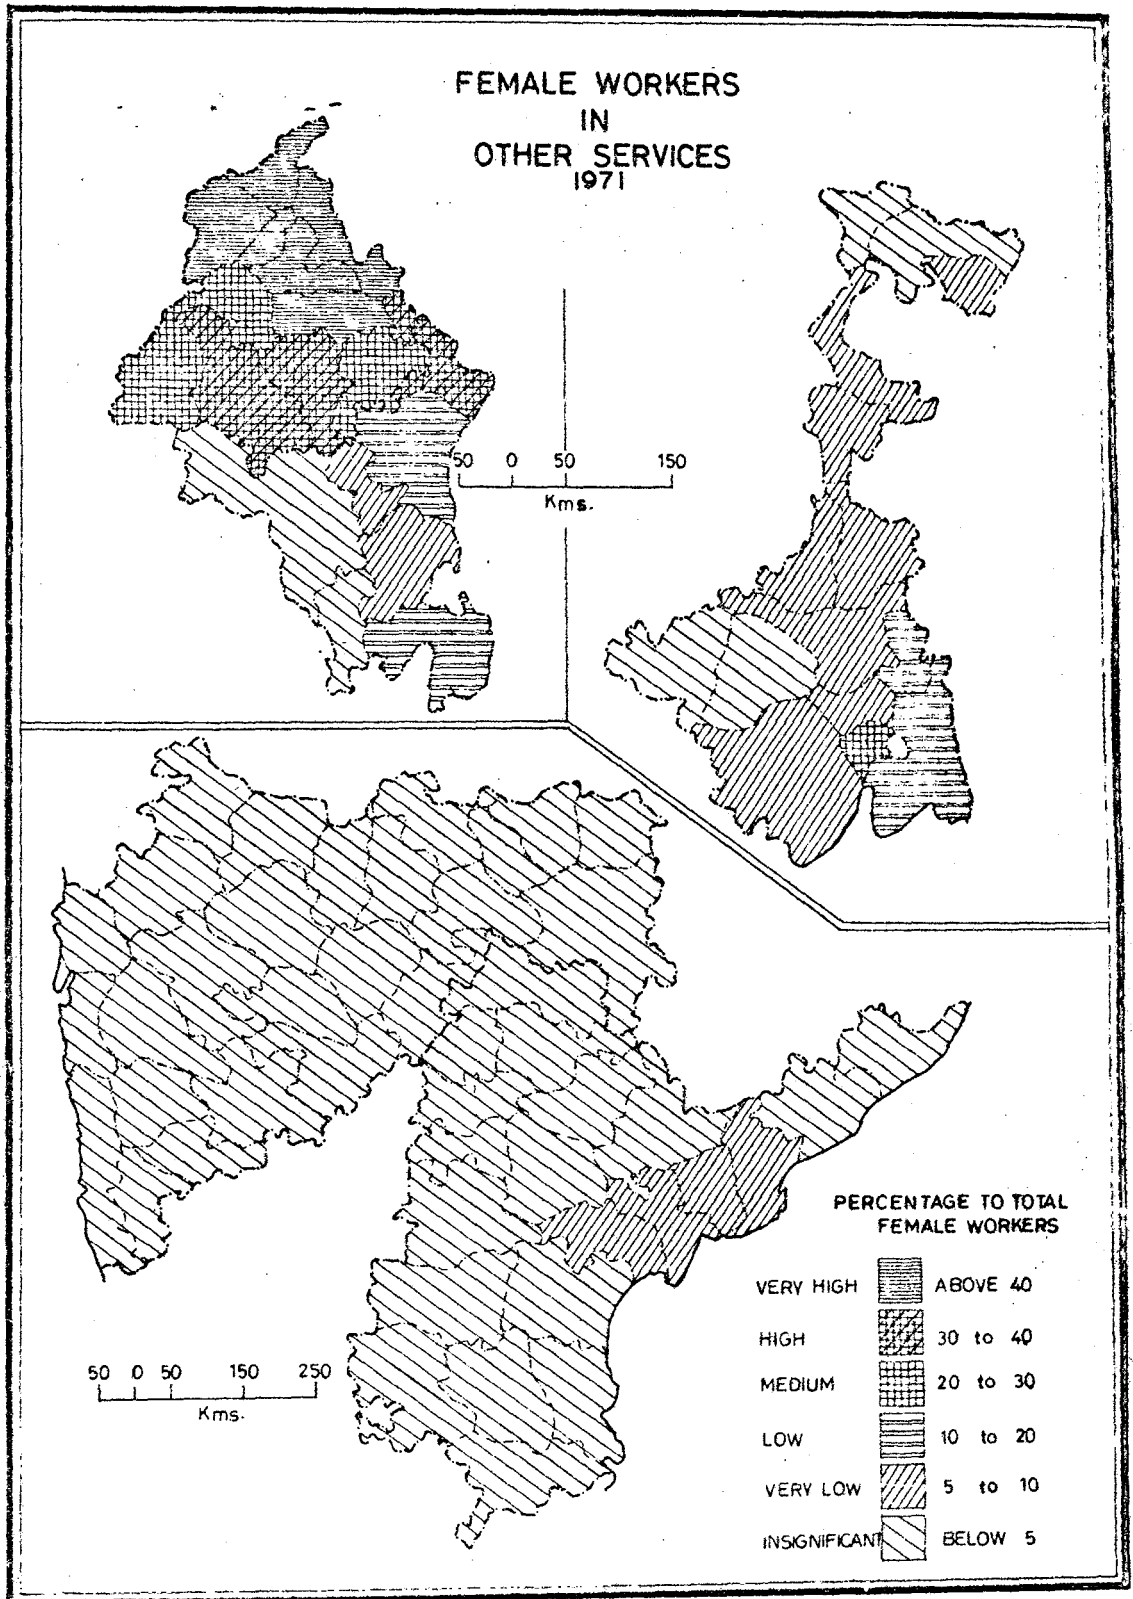 FEMALE WORKERS
IN
OTHER SERVICES
1971
50 0 50 150
Kms.
PERCENTAGE TO TOTAL
FEMALE WORKERS
VERY HIGH ABOVE 40
HIGH 30 to 40
MEDIUM 20 to 30
LOW 10 to 20
VERY LOW 5 to 10
INSIGNIFICANT BELOW 5
50 0 50 150 250
Kms.